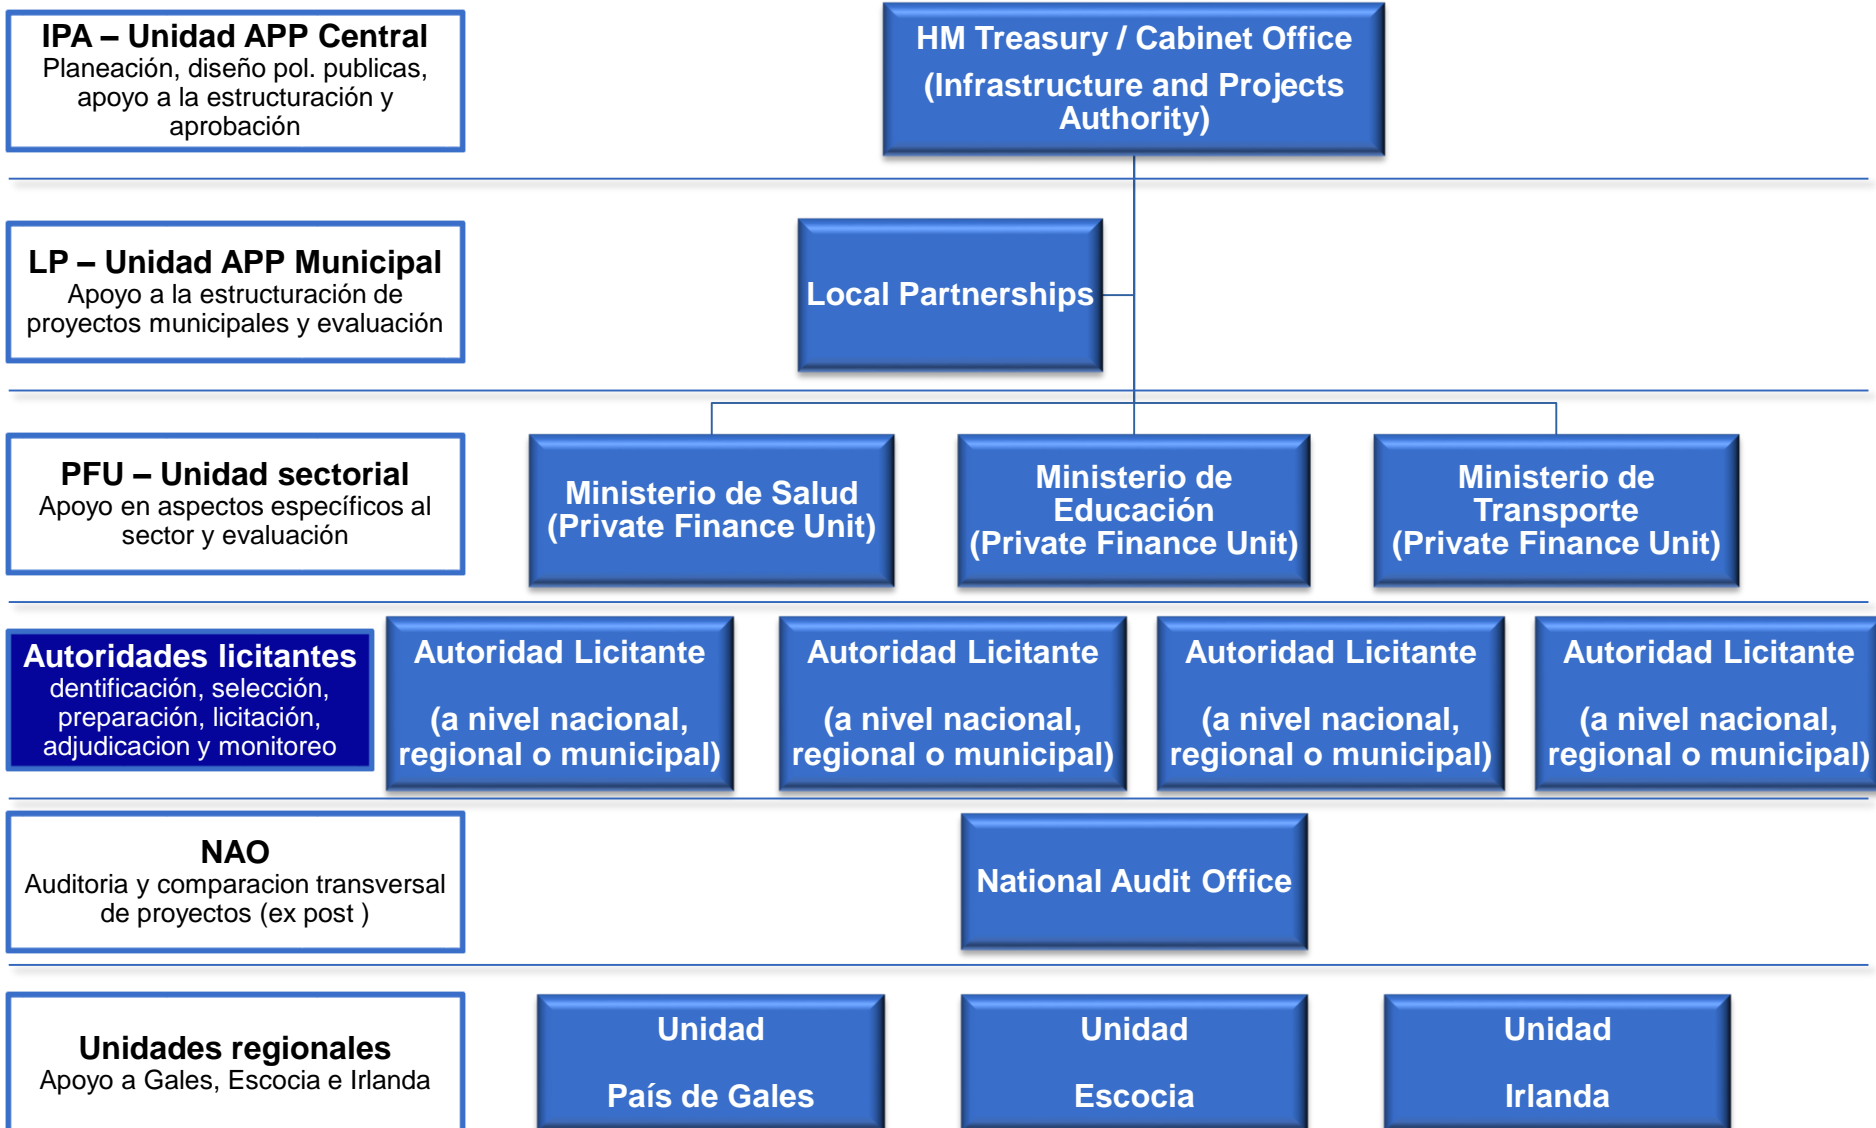 IPA – Unidad APP Central
Planeación, diseño pol. publicas,
apoyo a la estructuración y
aprobación
HM Treasury / Cabinet Office
(Infrastructure and Projects
Authority)
LP – Unidad APP Municipal
Apoyo a la estructuración de
proyectos municipales y evaluación
Local Partnerships
PFU – Unidad sectorial
Apoyo en aspectos específicos al
sector y evaluación
Ministerio de Salud
(Private Finance Unit)
Ministerio de
Educación
(Private Finance Unit)
Ministerio de
Transporte
(Private Finance Unit)
Autoridades licitantes
dentificación, selección,
preparación, licitación,
adjudicacion y monitoreo
Autoridad Licitante
(a nivel nacional,
regional o municipal)
Autoridad Licitante
(a nivel nacional,
regional o municipal)
Autoridad Licitante
(a nivel nacional,
regional o municipal)
Autoridad Licitante
(a nivel nacional,
regional o municipal)
NAO
Auditoria y comparacion transversal
de proyectos (ex post )
National Audit Office
Unidades regionales
Apoyo a Gales, Escocia e Irlanda
Unidad
País de Gales
Unidad
Escocia
Unidad
Irlanda